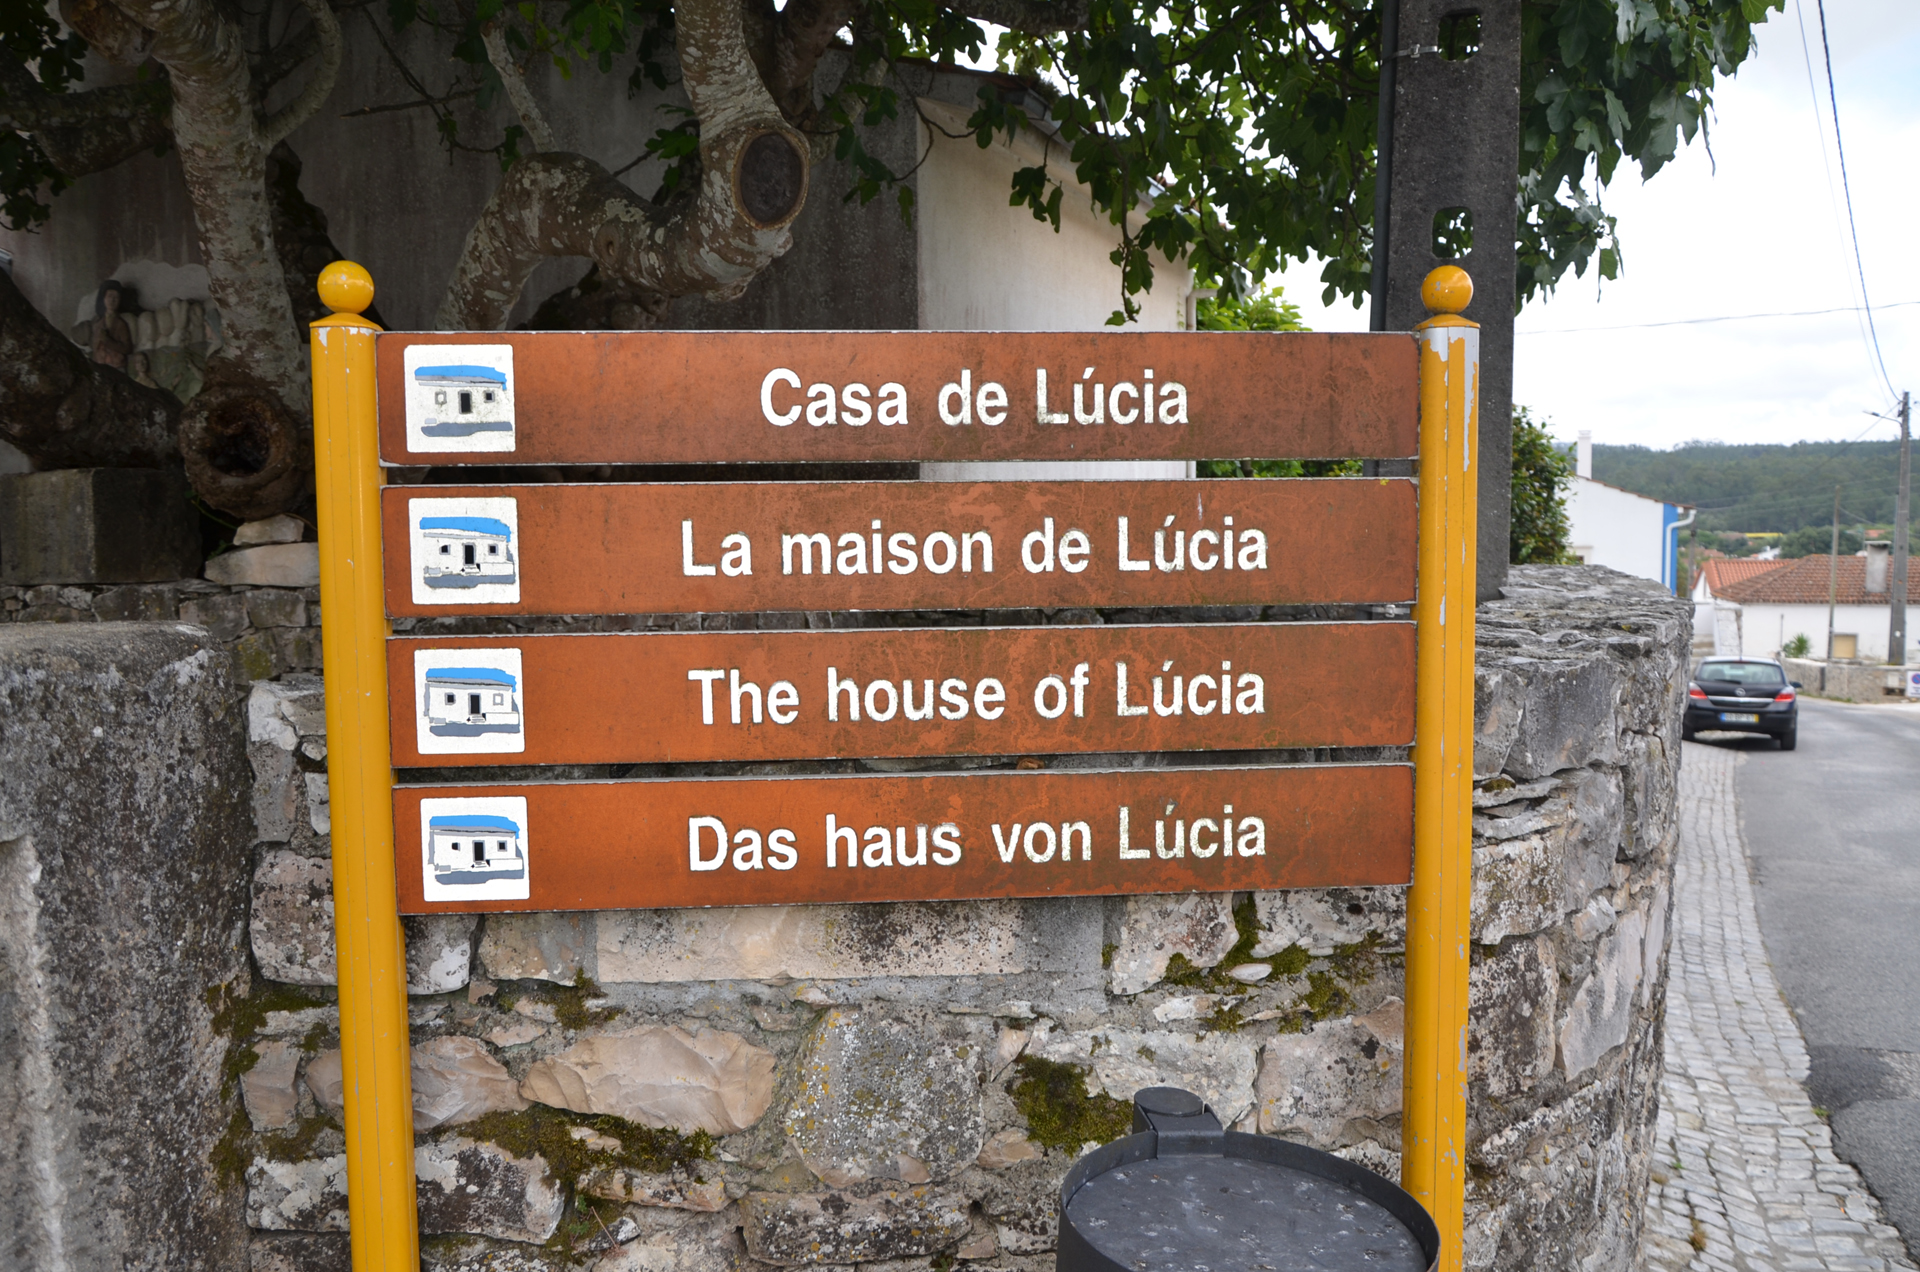 Casa de Lúcia
La maison de Lúcia
The house of Lúcia
Das haus von Lúcia